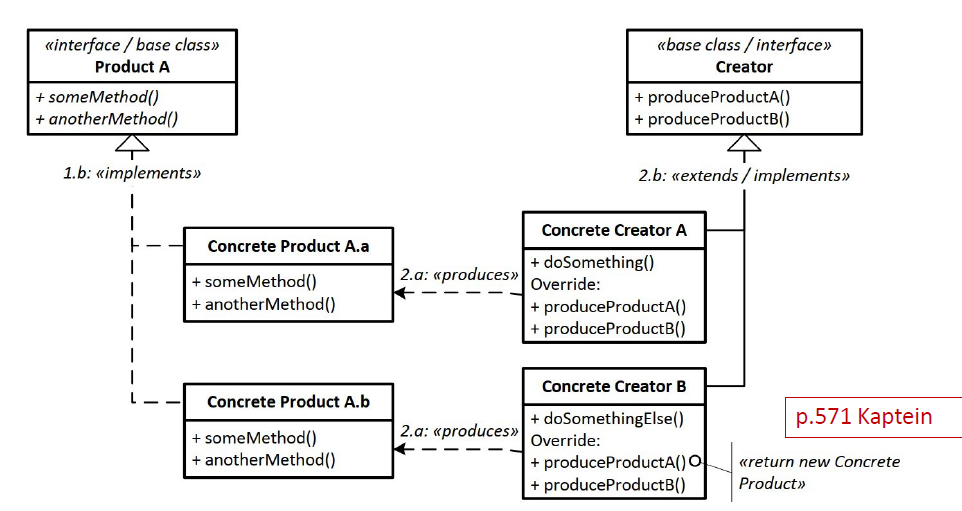 «interface / base class»
Product A
+ someMethod()
+ anotherMethod()
«base class / interface»
Creator
+ produceProductA()
+ produceProductB()
1.b: «implements»
2.b: «extends / implements»
Concrete Product A.a
+ someMethod()
+ anotherMethod()
2.a: «produces»
Concrete Creator A
+ doSomething()
Override:
+ produceProductA()
+ produceProductB()
Concrete Product A.b
+ someMethod()
+ anotherMethod()
2.a: «produces»
Concrete Creator B
+ doSomethingElse()
Override:
+ produceProductA()
+ produceProductB()
p.571 Kaptein
«return new Concrete
Product»